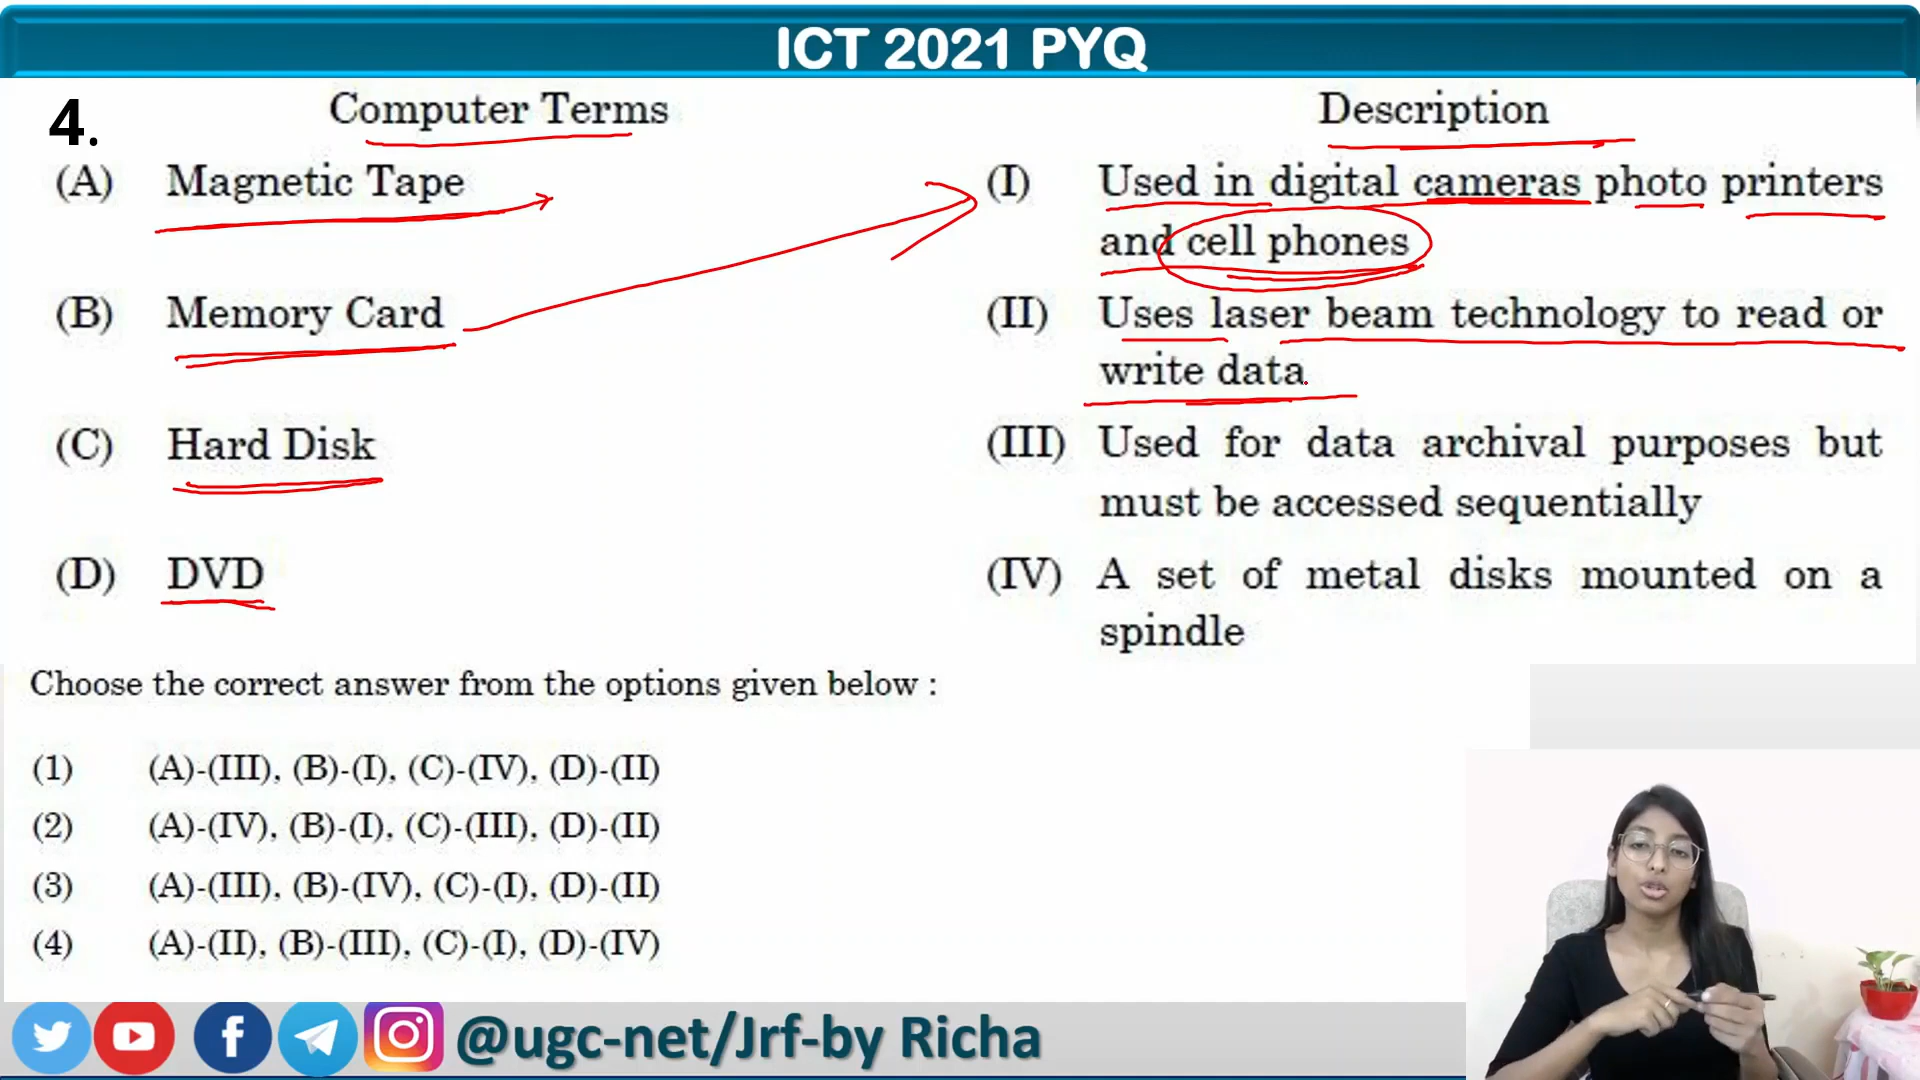 ICT 2021 PYQ
4. Computer Terms Description
(A) Magnetic Tape (I) Used in digital cameras photo printers
and cell phones
(B) Memory Card (II) Uses laser beam technology to read or
write data
(C) Hard Disk (III) Used for data archival purposes but
must be accessed sequentially
(D) DVD (IV) A set of metal disks mounted on a
spindle
Choose the correct answer from the options given below :
(1) (A)-(III), (B)-(I), (C)-(IV), (D)-(II)
(2) (A)-(IV), (B)-(I), (C)-(III), (D)-(II)
(3) (A)-(III), (B)-(IV), (C)-(I), (D)-(II)
(4) (A)-(II), (B)-(III), (C)-(I), (D)-(IV)
@ugc-net/Jrf-by Richa